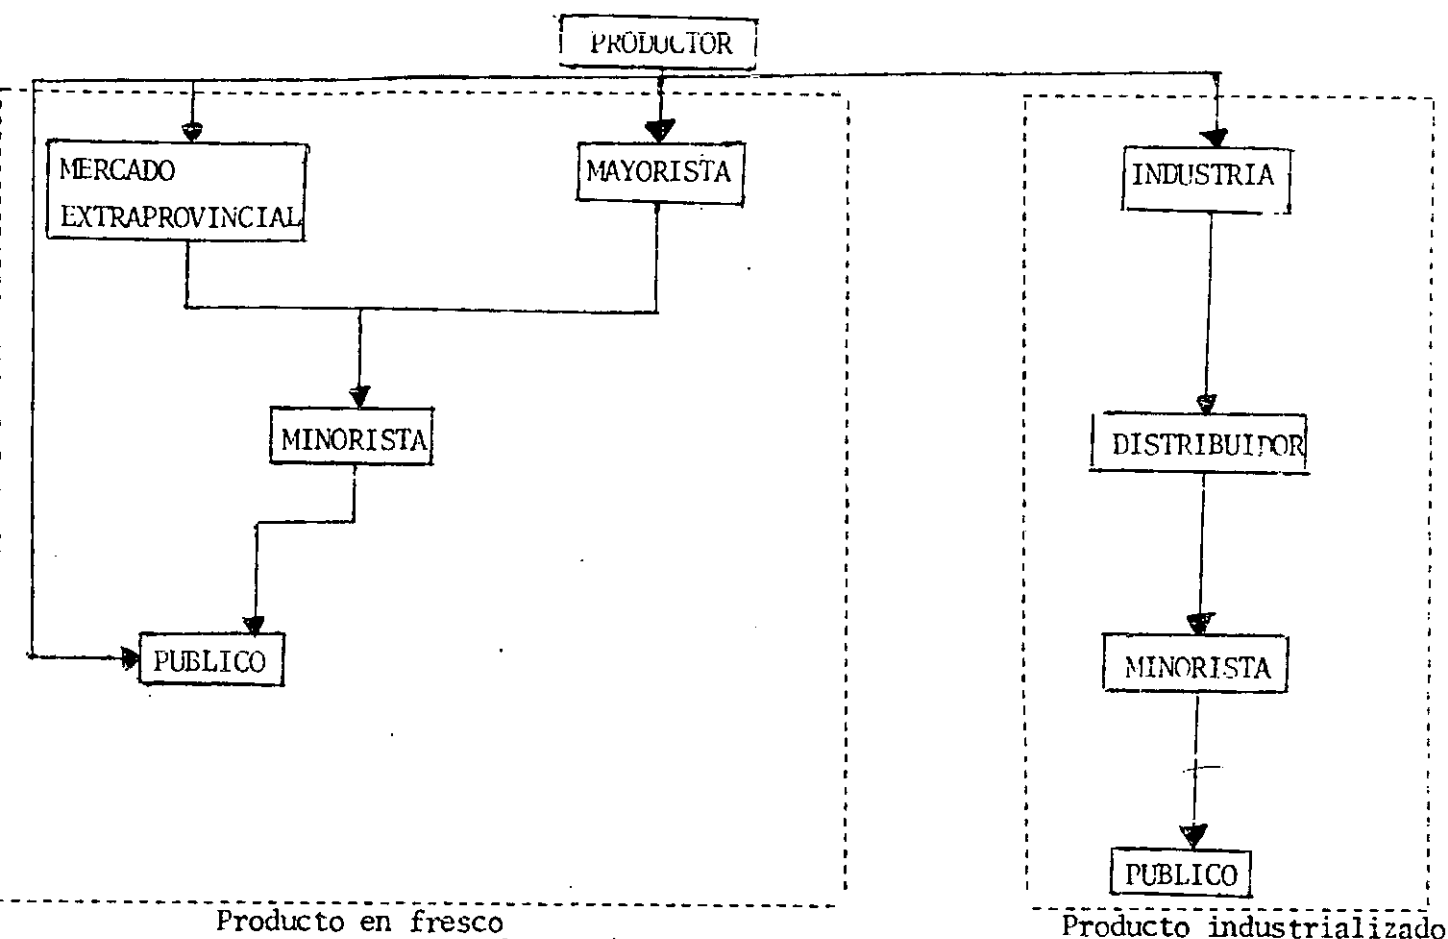 PRODUCTOR
MERCADO
EXTRAPROVINCIAL
MAYORISTA
INDUSTRIA
MINORISTA
DISTRIBUIDOR
PUBLICO
MINORISTA
PUBLICO
Producto en fresco
Producto industrializado